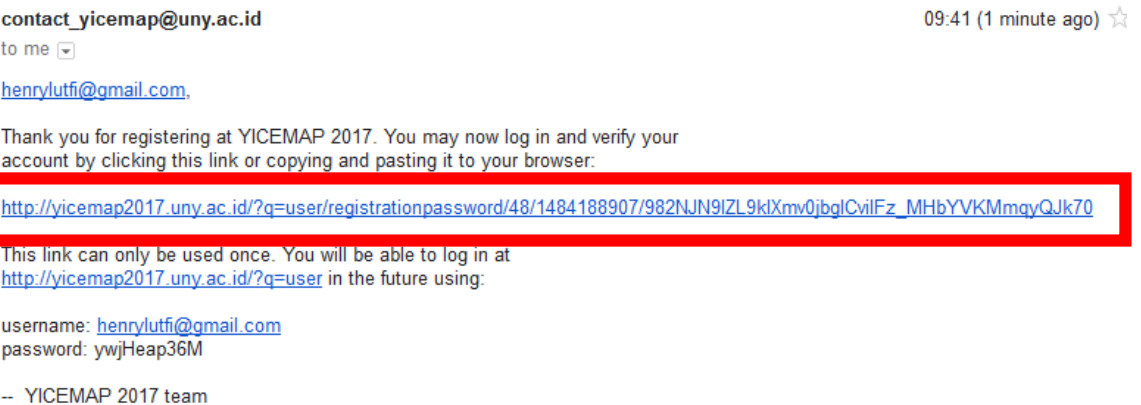 contact_yicemap@uny.ac.id 09:41 (1 minute ago)
to me
henrylutfi@gmail.com,
Thank you for registering at YICEMAP 2017. You may now log in and verify your
account by clicking this link or copying and pasting it to your browser:
http://yicemap2017.uny.ac.id/?q=user/registrationpassword/48/1484188907/982NJN9lZL9klXmv0jbglCvilFz_MHbYVKMmqyQJk70
This link can only be used once. You will be able to log in at
http://yicemap2017.uny.ac.id/?q=user in the future using:
username: henrylutfi@gmail.com
password: ywjHeap36M
-- YICEMAP 2017 team